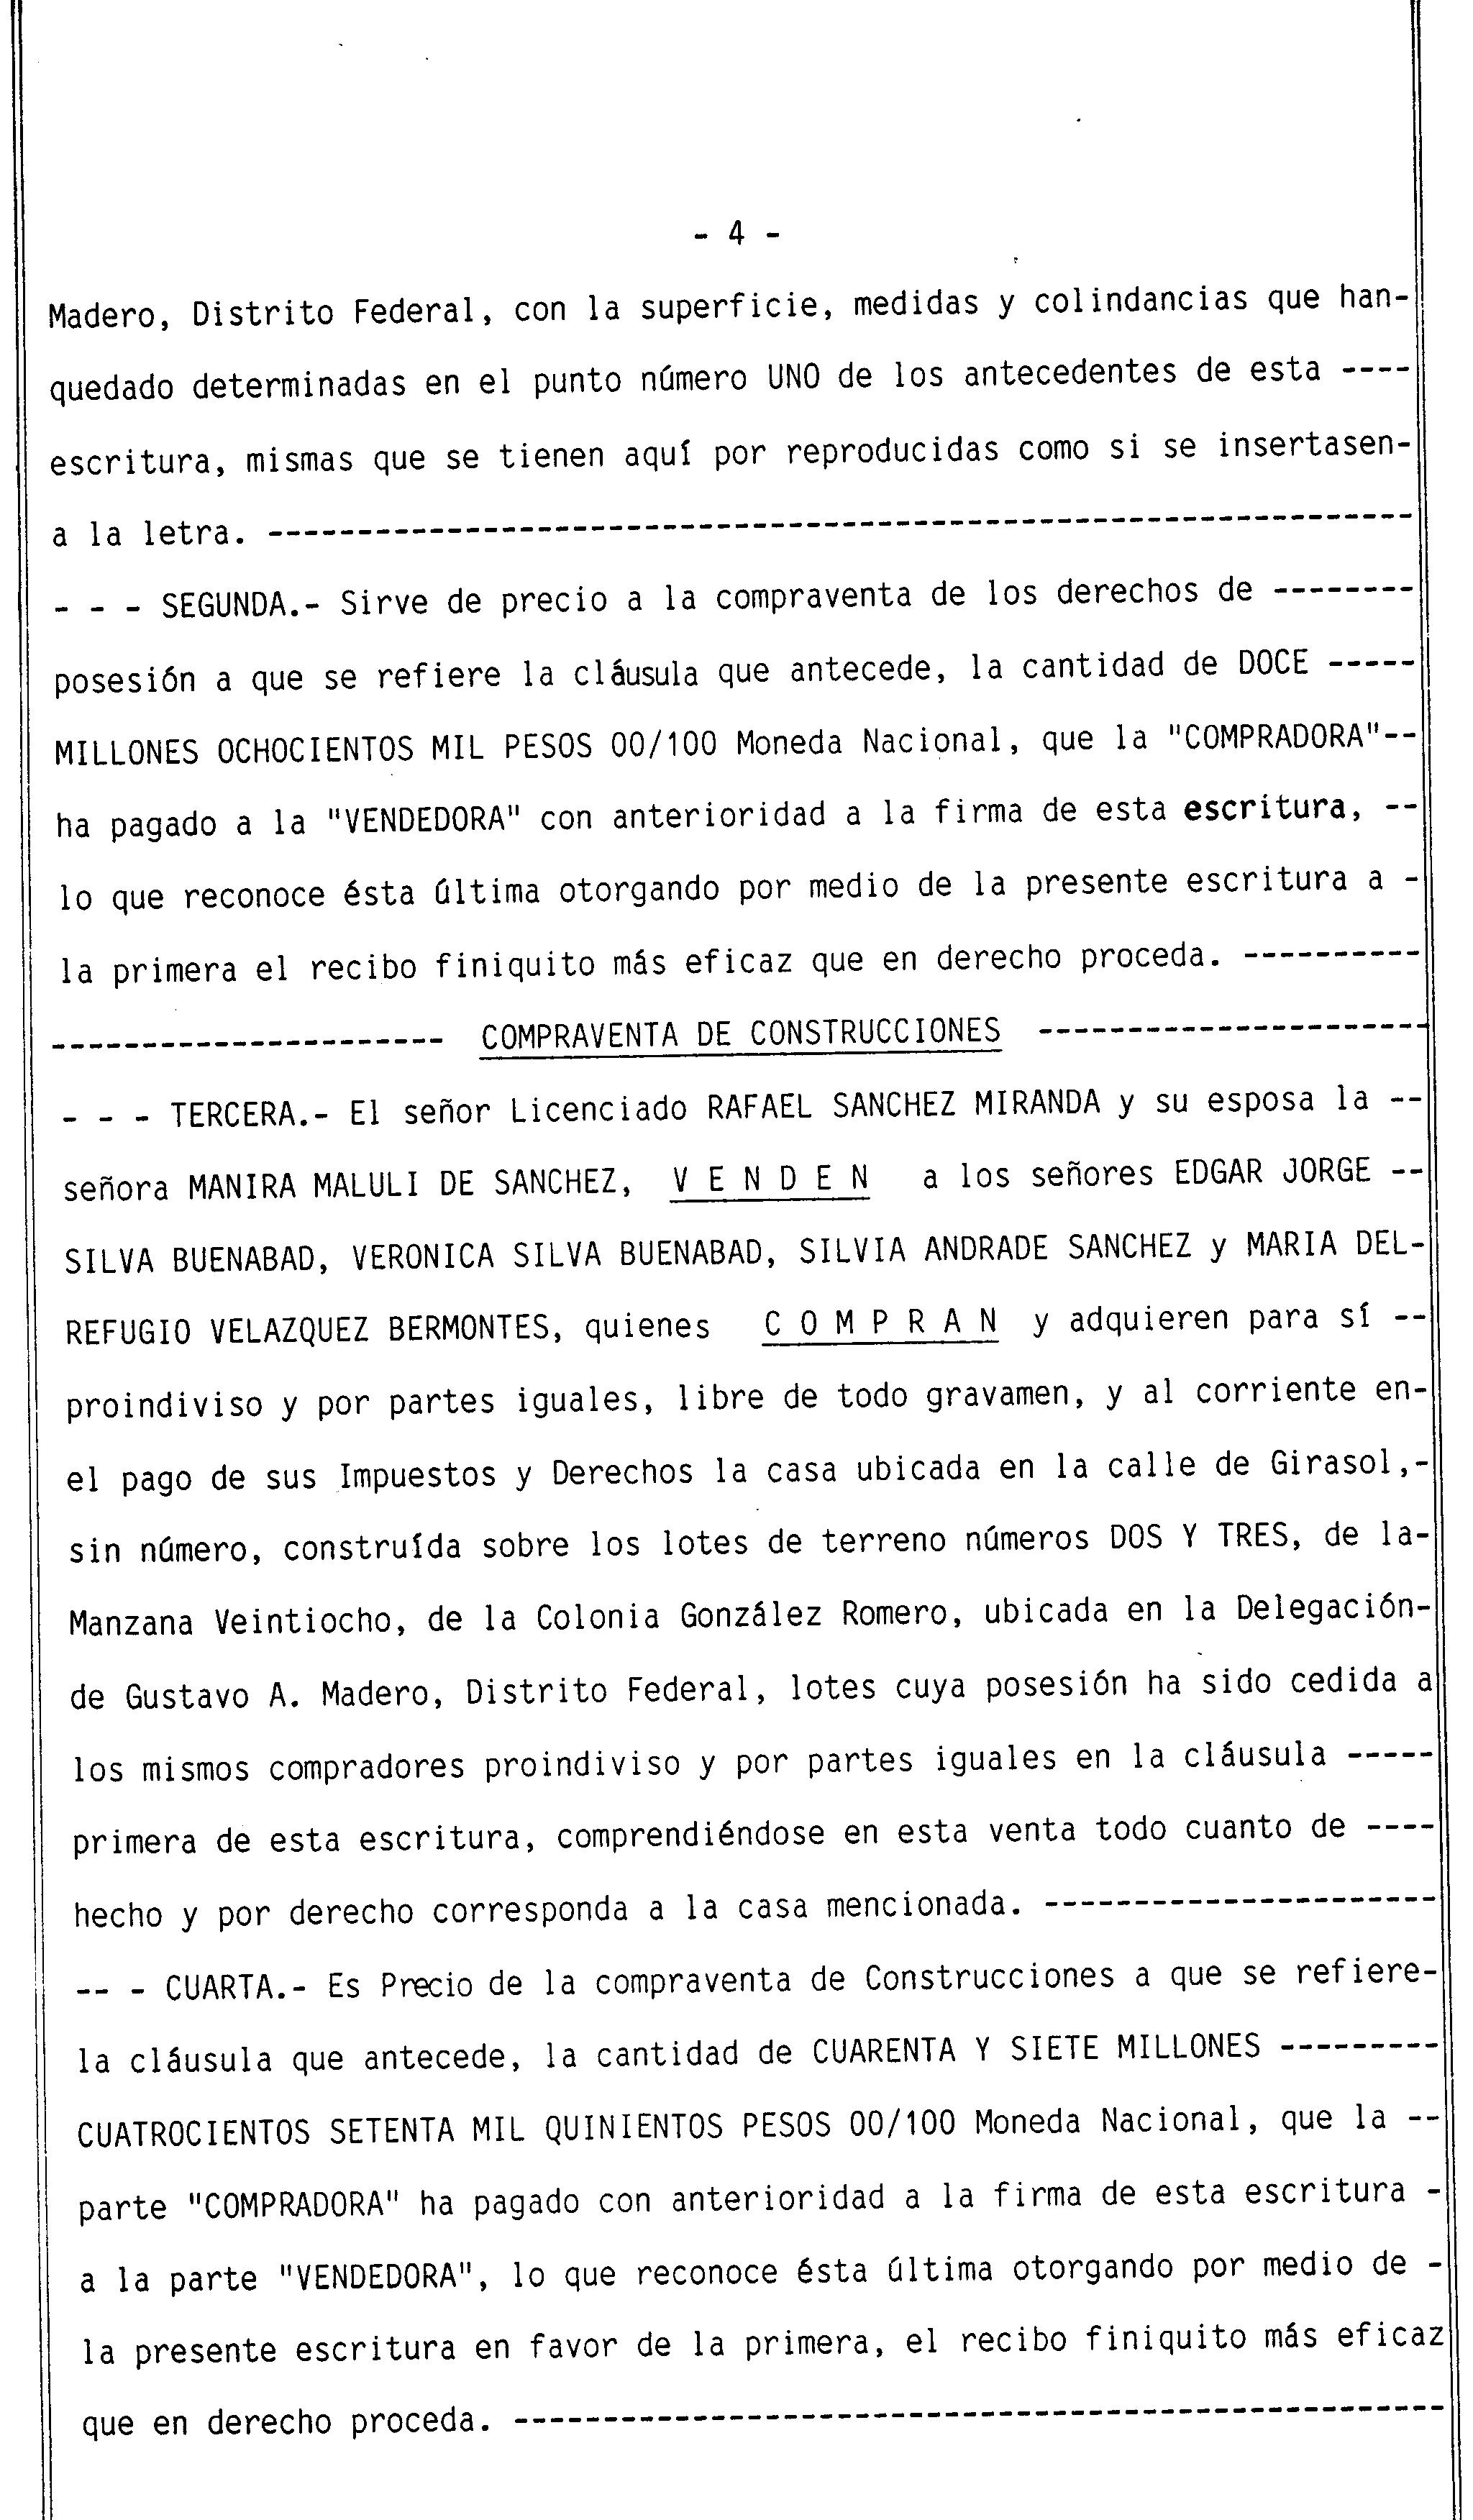 - 4 -
Madero, Distrito Federal, con la superficie, medidas y colindancias que han-
quedado determinadas en el punto número UNO de los antecedentes de esta ----
escritura, mismas que se tienen aquí por reproducidas como si se insertasen-
a la letra. ----------------------------------------------------------------
- - - SEGUNDA.- Sirve de precio a la compraventa de los derechos de --------
posesión a que se refiere la cláusula que antecede, la cantidad de DOCE -----
MILLONES OCHOCIENTOS MIL PESOS 00/100 Moneda Nacional, que la "COMPRADORA"--
ha pagado a la "VENDEDORA" con anterioridad a la firma de esta escritura, --
lo que reconoce ésta última otorgando por medio de la presente escritura a -
la primera el recibo finiquito más eficaz que en derecho proceda. ----------
---------------------- COMPRAVENTA DE CONSTRUCCIONES ----------------------
- - - TERCERA.- El señor Licenciado RAFAEL SANCHEZ MIRANDA y su esposa la --
señora MANIRA MALULI DE SANCHEZ, V E N D E N a los señores EDGAR JORGE --
SILVA BUENABAD, VERONICA SILVA BUENABAD, SILVIA ANDRADE SANCHEZ y MARIA DEL-
REFUGIO VELAZQUEZ BERMONTES, quienes C O M P R A N y adquieren para sí --
proindiviso y por partes iguales, libre de todo gravamen, y al corriente en-
el pago de sus Impuestos y Derechos la casa ubicada en la calle de Girasol,-
sin número, construída sobre los lotes de terreno números DOS Y TRES, de la-
Manzana Veintiocho, de la Colonia González Romero, ubicada en la Delegación-
de Gustavo A. Madero, Distrito Federal, lotes cuya posesión ha sido cedida a
los mismos compradores proindiviso y por partes iguales en la cláusula -----
primera de esta escritura, comprendiéndose en esta venta todo cuanto de ----
hecho y por derecho corresponda a la casa mencionada. ----------------------
-- - CUARTA.- Es Precio de la compraventa de Construcciones a que se refiere-
la cláusula que antecede, la cantidad de CUARENTA Y SIETE MILLONES ---------
CUATROCIENTOS SETENTA MIL QUINIENTOS PESOS 00/100 Moneda Nacional, que la --
parte "COMPRADORA" ha pagado con anterioridad a la firma de esta escritura -
a la parte "VENDEDORA", lo que reconoce ésta última otorgando por medio de -
la presente escritura en favor de la primera, el recibo finiquito más eficaz
que en derecho proceda. ----------------------------------------------------